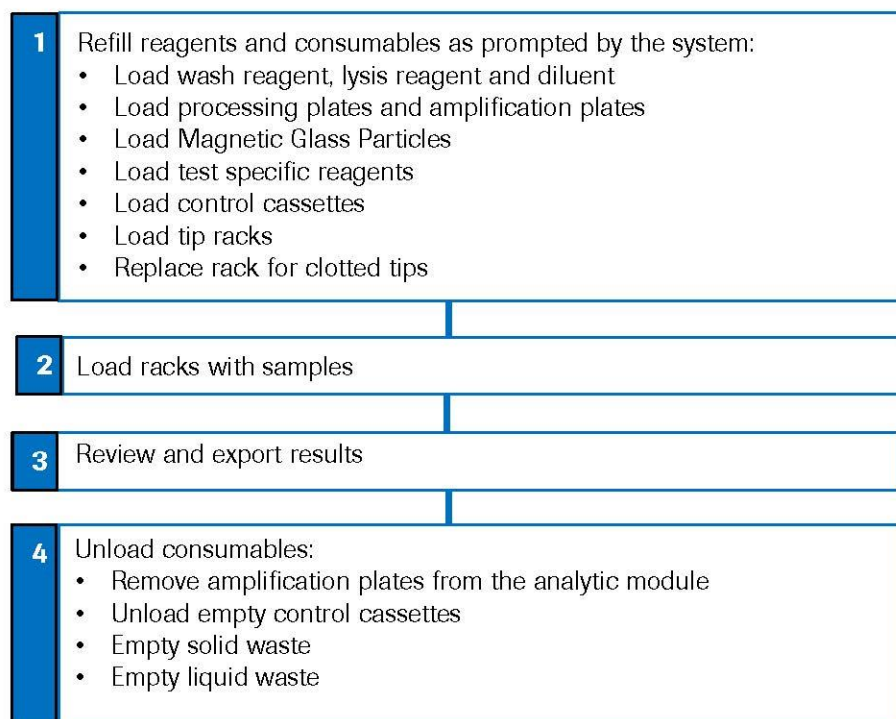 1 Refill reagents and consumables as prompted by the system:
• Load wash reagent, lysis reagent and diluent
• Load processing plates and amplification plates
• Load Magnetic Glass Particles
• Load test specific reagents
• Load control cassettes
• Load tip racks
• Replace rack for clotted tips
2 Load racks with samples
3 Review and export results
4 Unload consumables:
• Remove amplification plates from the analytic module
• Unload empty control cassettes
• Empty solid waste
• Empty liquid waste